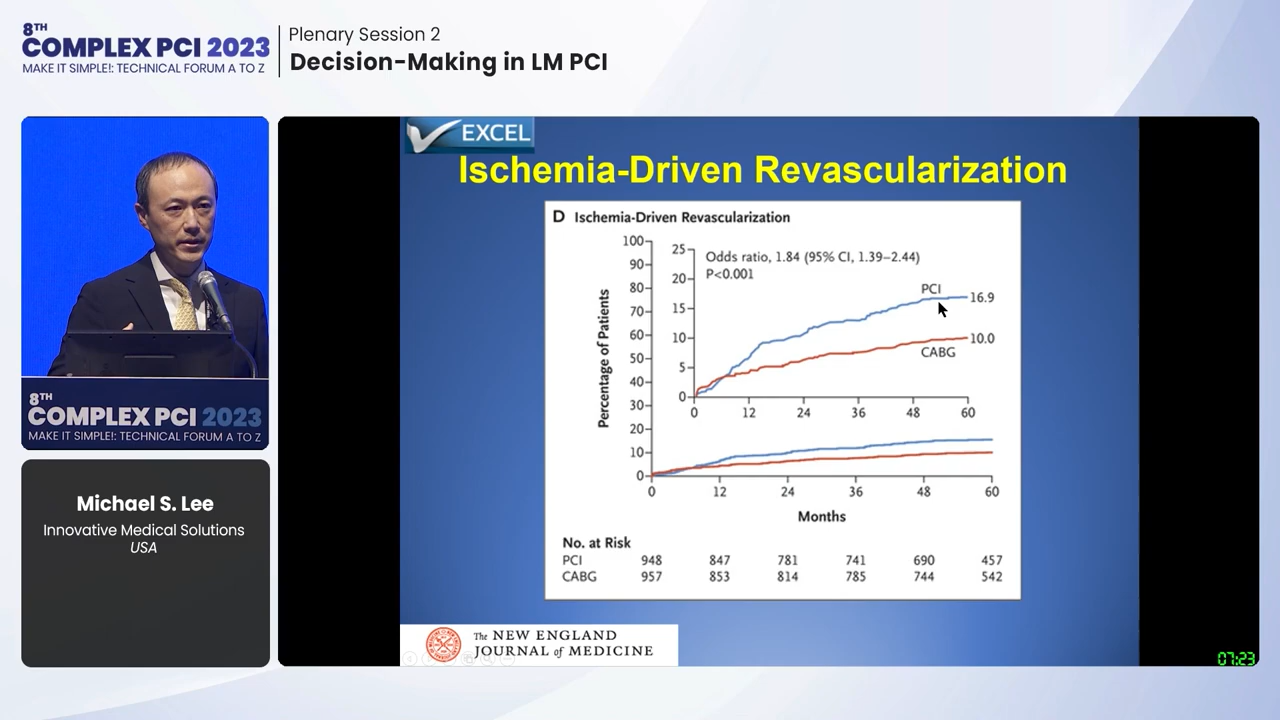 8TH
COMPLEX PCI 2023
MAKE IT SIMPLE!: TECHNICAL FORUM A TO Z
Plenary Session 2
Decision-Making in LM PCI
8TH
COMPLEX PCI 2023
MAKE IT SIMPLE!: TECHNICAL FORUM A TO Z
Michael S. Lee
Innovative Medical Solutions
USA
EXCEL
Ischemia-Driven Revascularization
D Ischemia-Driven Revascularization
Percentage of Patients
100
90
80
70
60
50
40
30
20
10
0
25
20
15
10
5
0
Odds ratio, 1.84 (95% CI, 1.39–2.44)
P<0.001
PCI
16.9
10.0
CABG
0 12 24 36 48 60
0 12 24 36 48 60
Months
No. at Risk
PCI 948 847 781 741 690 457
CABG 957 853 814 785 744 542
The NEW ENGLAND
JOURNAL of MEDICINE
07:23